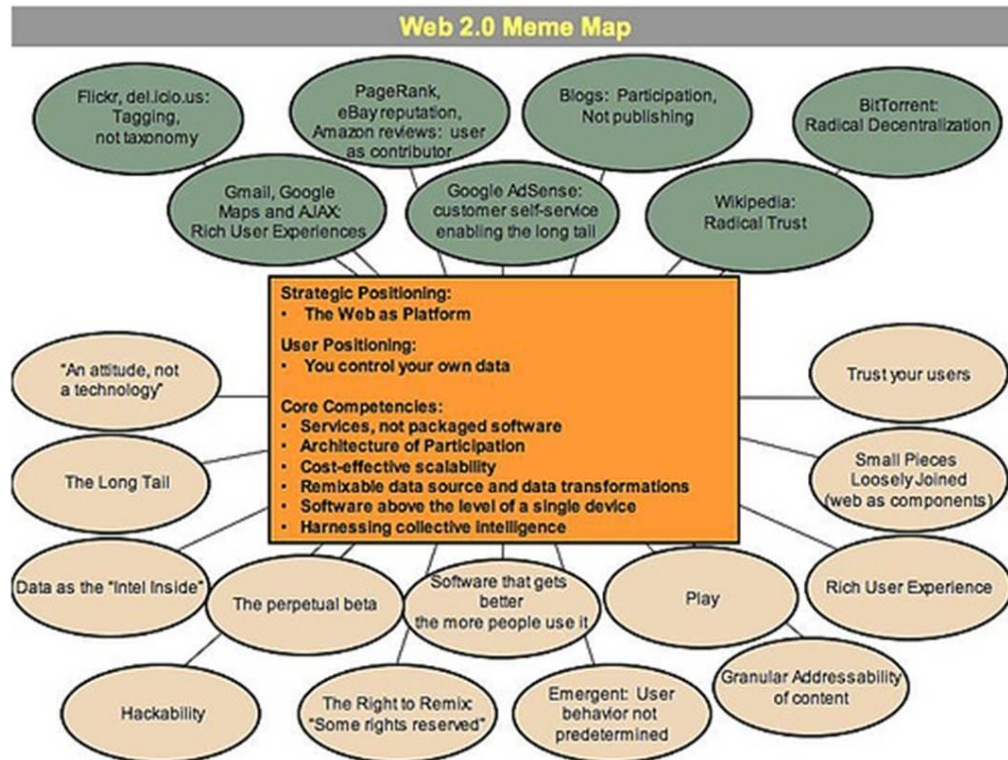 Web 2.0 Meme Map
Flickr, del.icio.us:
Tagging,
not taxonomy
PageRank,
eBay reputation,
Amazon reviews: user
as contributor
Blogs: Participation,
Not publishing
BitTorrent:
Radical Decentralization
Gmail, Google
Maps and AJAX:
Rich User Experiences
Google AdSense:
customer self-service
enabling the long tail
Wikipedia:
Radical Trust
Strategic Positioning:
• The Web as Platform
User Positioning:
• You control your own data
Core Competencies:
• Services, not packaged software
• Architecture of Participation
• Cost-effective scalability
• Remixable data source and data transformations
• Software above the level of a single device
• Harnessing collective intelligence
"An attitude, not
a technology"
Trust your users
The Long Tail
Small Pieces
Loosely Joined
(web as components)
Data as the "Intel Inside"
The perpetual beta
Software that gets
better
the more people use it
Play
Rich User Experience
Hackability
The Right to Remix:
"Some rights reserved"
Emergent: User
behavior not
predetermined
Granular Addressability
of content